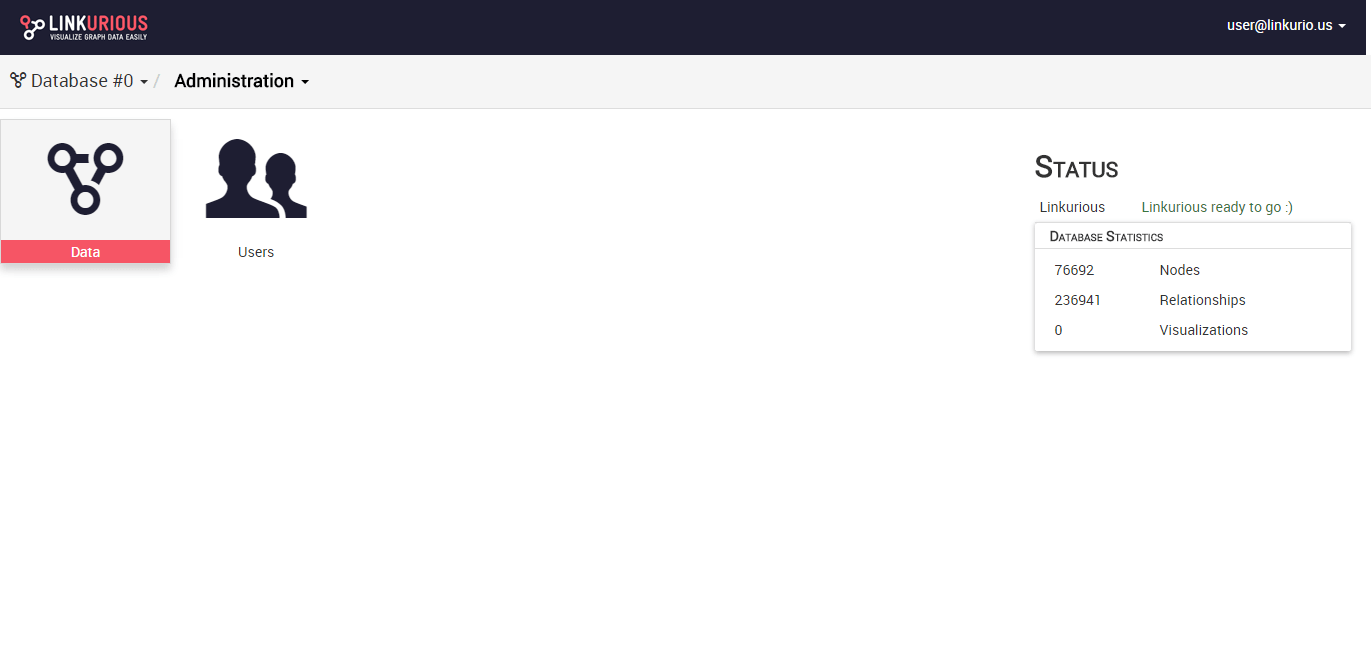 LINKURIOUS
VISUALIZE GRAPH DATA EASILY
user@linkurio.us
Database #0 / Administration
Data
Users
Status
Linkurious Linkurious ready to go :)
Database Statistics
76692 Nodes
236941 Relationships
0 Visualizations